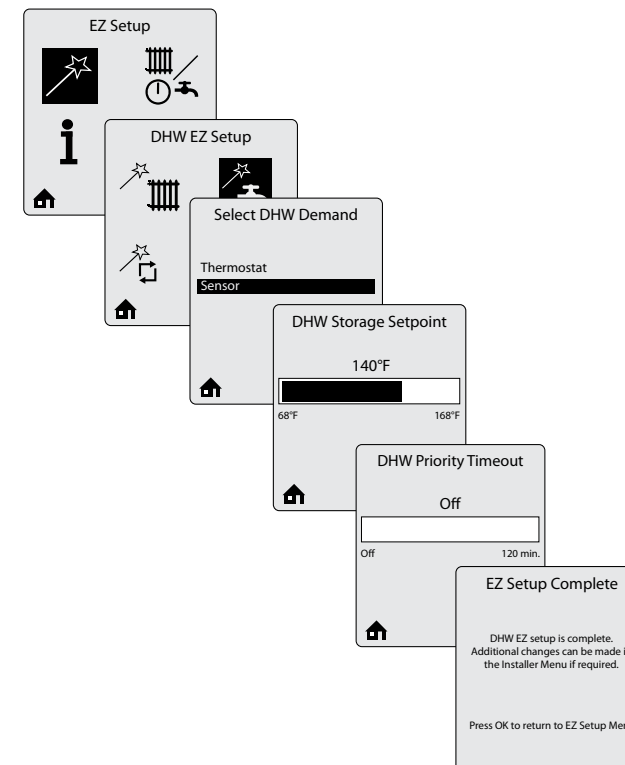 EZ Setup
DHW EZ Setup
Select DHW Demand
Thermostat
Sensor
DHW Storage Setpoint
140°F
68°F 168°F
DHW Priority Timeout
Off
Off 120 min.
EZ Setup Complete
DHW EZ setup is complete.
Additional changes can be made
the Installer Menu if required.
Press OK to return to EZ Setup